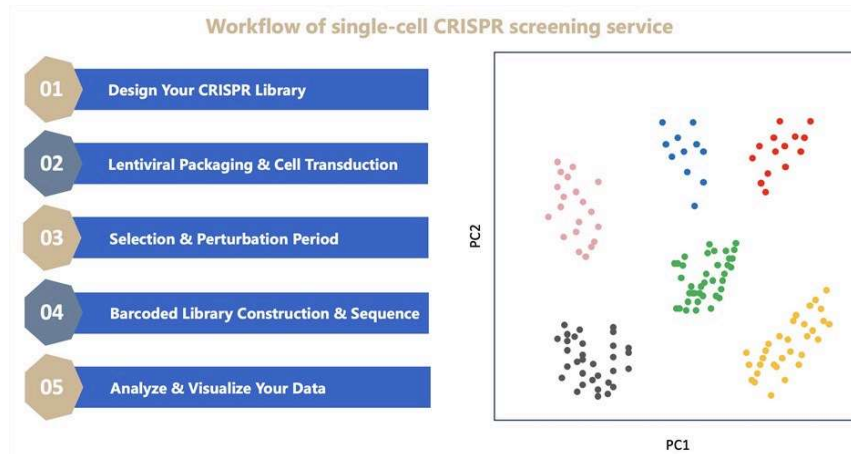 Workflow of single-cell CRISPR screening service
01
Design Your CRISPR Library
02
Lentiviral Packaging & Cell Transduction
03
Selection & Perturbation Period
04
Barcoded Library Construction & Sequence
05
Analyze & Visualize Your Data
PC2
PC1